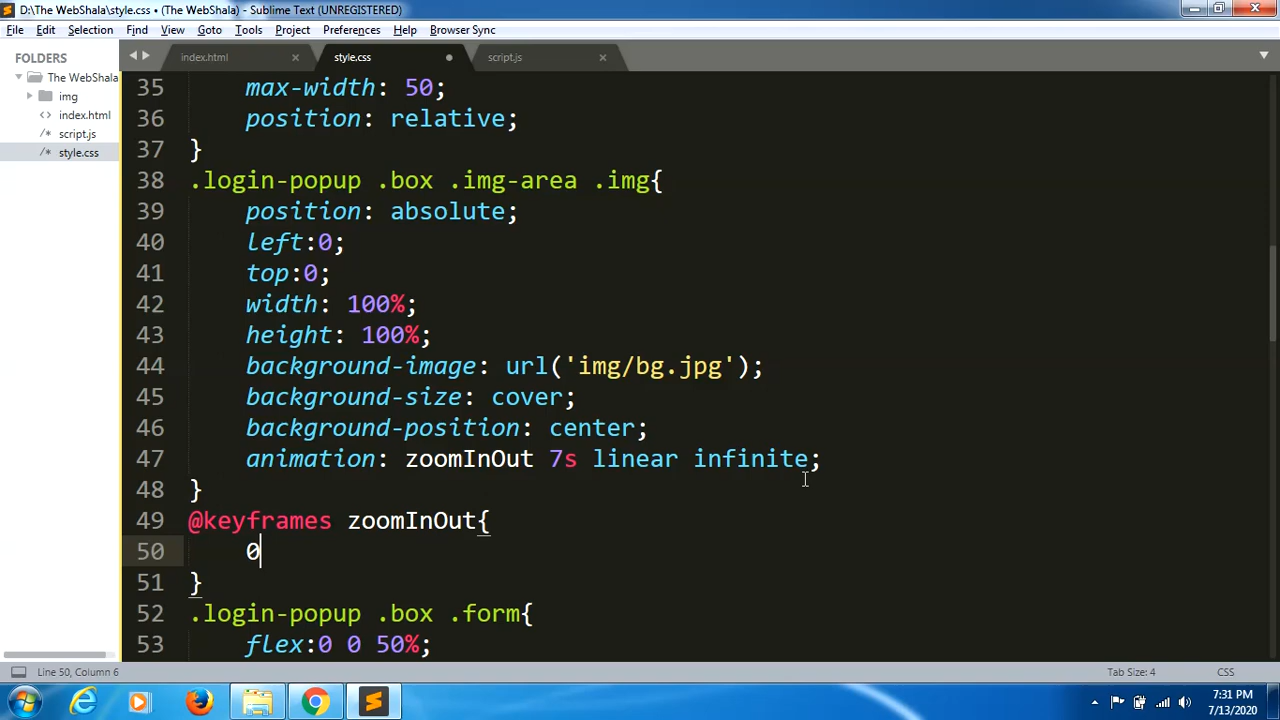 D:\The WebShala\style.css • (The WebShala) - Sublime Text (UNREGISTERED)
File Edit Selection Find View Goto Tools Project Preferences Help Browser Sync
FOLDERS
The WebShala
img
index.html
script.js
style.css
index.html style.css script.js
35 max-width: 50;
36 position: relative;
37 }
38 .login-popup .box .img-area .img{
39 position: absolute;
40 left:0;
41 top:0;
42 width: 100%;
43 height: 100%;
44 background-image: url('img/bg.jpg');
45 background-size: cover;
46 background-position: center;
47 animation: zoomInOut 7s linear infinite;
48 }
49 @keyframes zoomInOut{
50 0
51 }
52 .login-popup .box .form{
53 flex:0 0 50%;
Line 50, Column 6 Tab Size: 4 CSS
7:31 PM
7/13/2020